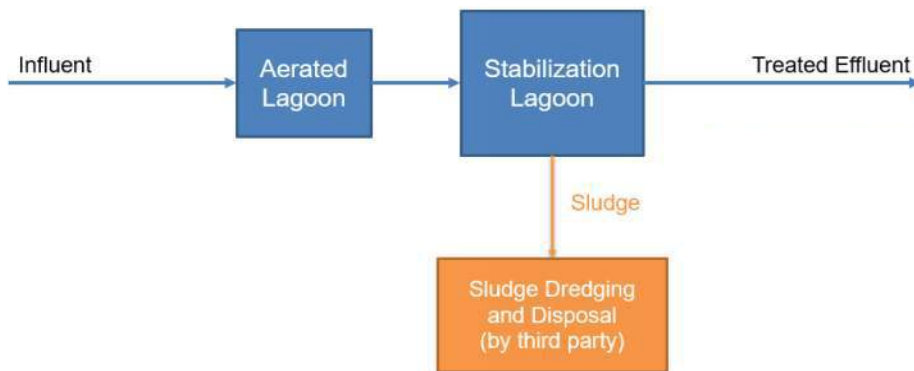 Influent
Aerated
Lagoon
Stabilization
Lagoon
Treated Effluent
Sludge
Sludge Dredging
and Disposal
(by third party)